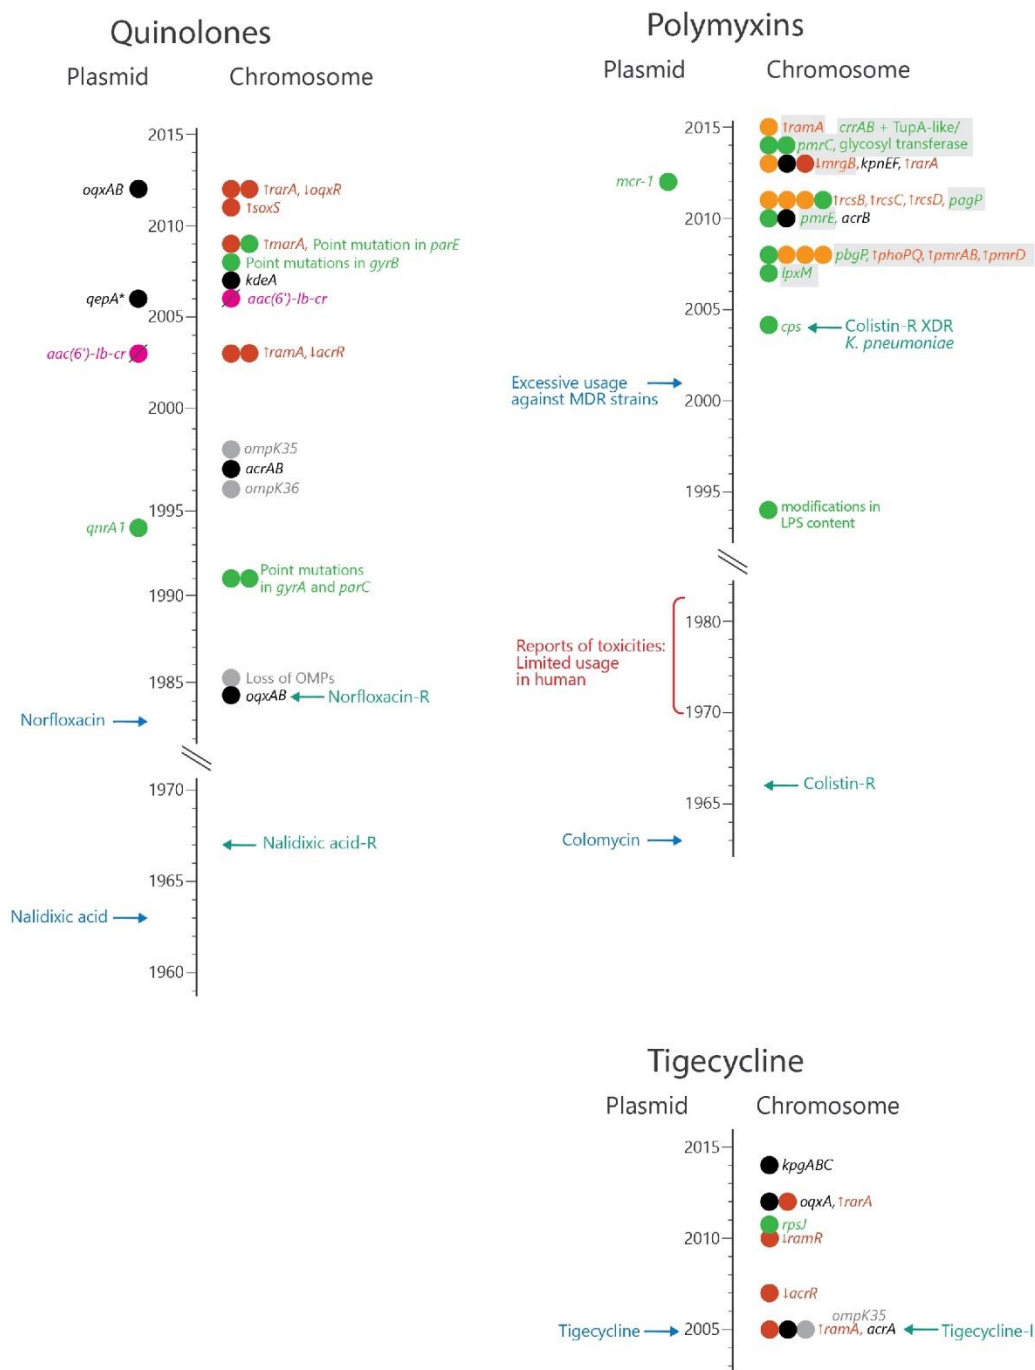 Quinolones
Plasmid Chromosome
2015
oqxAB
↑rarA, ↓oqxR
↑soxS
2010
↑marA, Point mutation in parE
Point mutations in gyrB
kdeA
qepA*
aac(6')-Ib-cr
2005
aac(6')-Ib-cr
↑ramA, ↓acrR
2000
ompK35
acrAB
ompK36
1995
qnrA1
Point mutations
in gyrA and parC
1990
Loss of OMPs
1985
oqxAB ← Norfloxacin-R
Norfloxacin →
1970
← Nalidixic acid-R
1965
Nalidixic acid →
1960
Polymyxins
Plasmid Chromosome
2015
↑ramA crrAB + TupA-like/
pmrC, glycosyl transferase
↓mrgB, kpnEF, ↑rarA
mcr-1
↑rcsB, ↑rcsC, ↑rcsD, pagP
2010
pmrE, acrB
pbgP, ↑phoPQ, ↑pmrAB, ↑pmrD
lpxM
2005
cps ← Colistin-R XDR
K. pneumoniae
Excessive usage →
against MDR strains
2000
1995
modifications in
LPS content
1980
Reports of toxicities:
Limited usage
in human
1970
← Colistin-R
1965
Colomycin →
Tigecycline
Plasmid Chromosome
2015
kpgABC
oqxA, ↑rarA
rpsJ
2010
↓ramR
↓acrR
ompK35
Tigecycline →
2005
↑ramA, acrA ← Tigecycline-I